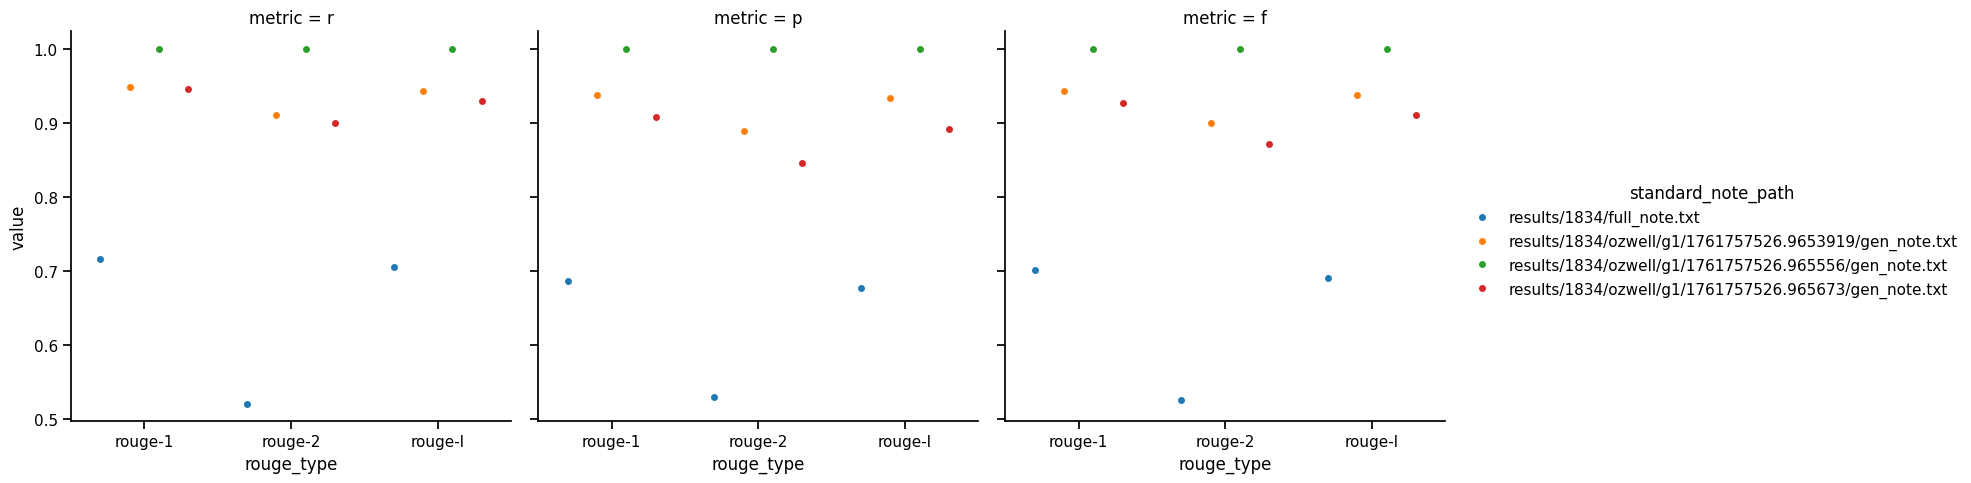 metric = r
metric = p
metric = f
value
1.0
0.9
0.8
0.7
0.6
0.5
rouge-1 rouge-2 rouge-l
rouge-1 rouge-2 rouge-l
rouge-1 rouge-2 rouge-l
rouge_type
rouge_type
rouge_type
standard_note_path
results/1834/full_note.txt
results/1834/ozwell/g1/1761757526.9653919/gen_note.txt
results/1834/ozwell/g1/1761757526.965556/gen_note.txt
results/1834/ozwell/g1/1761757526.965673/gen_note.txt